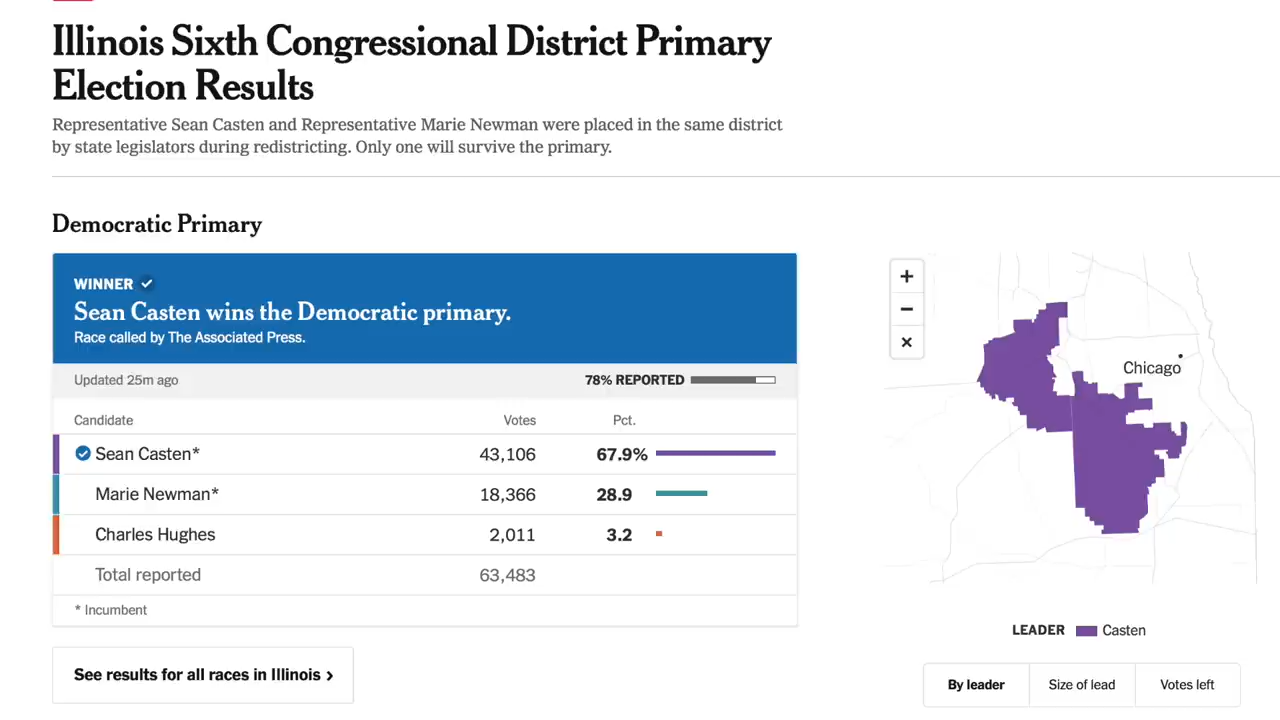 Illinois Sixth Congressional District Primary
Election Results
Representative Sean Casten and Representative Marie Newman were placed in the same district
by state legislators during redistricting. Only one will survive the primary.
Democratic Primary
WINNER
Sean Casten wins the Democratic primary.
Race called by The Associated Press.
Updated 25m ago 78% REPORTED
Candidate Votes Pct.
Sean Casten* 43,106 67.9%
Marie Newman* 18,366 28.9
Charles Hughes 2,011 3.2
Total reported 63,483
* Incumbent
See results for all races in Illinois ›
+
−
×
Chicago
LEADER Casten
By leader Size of lead Votes left